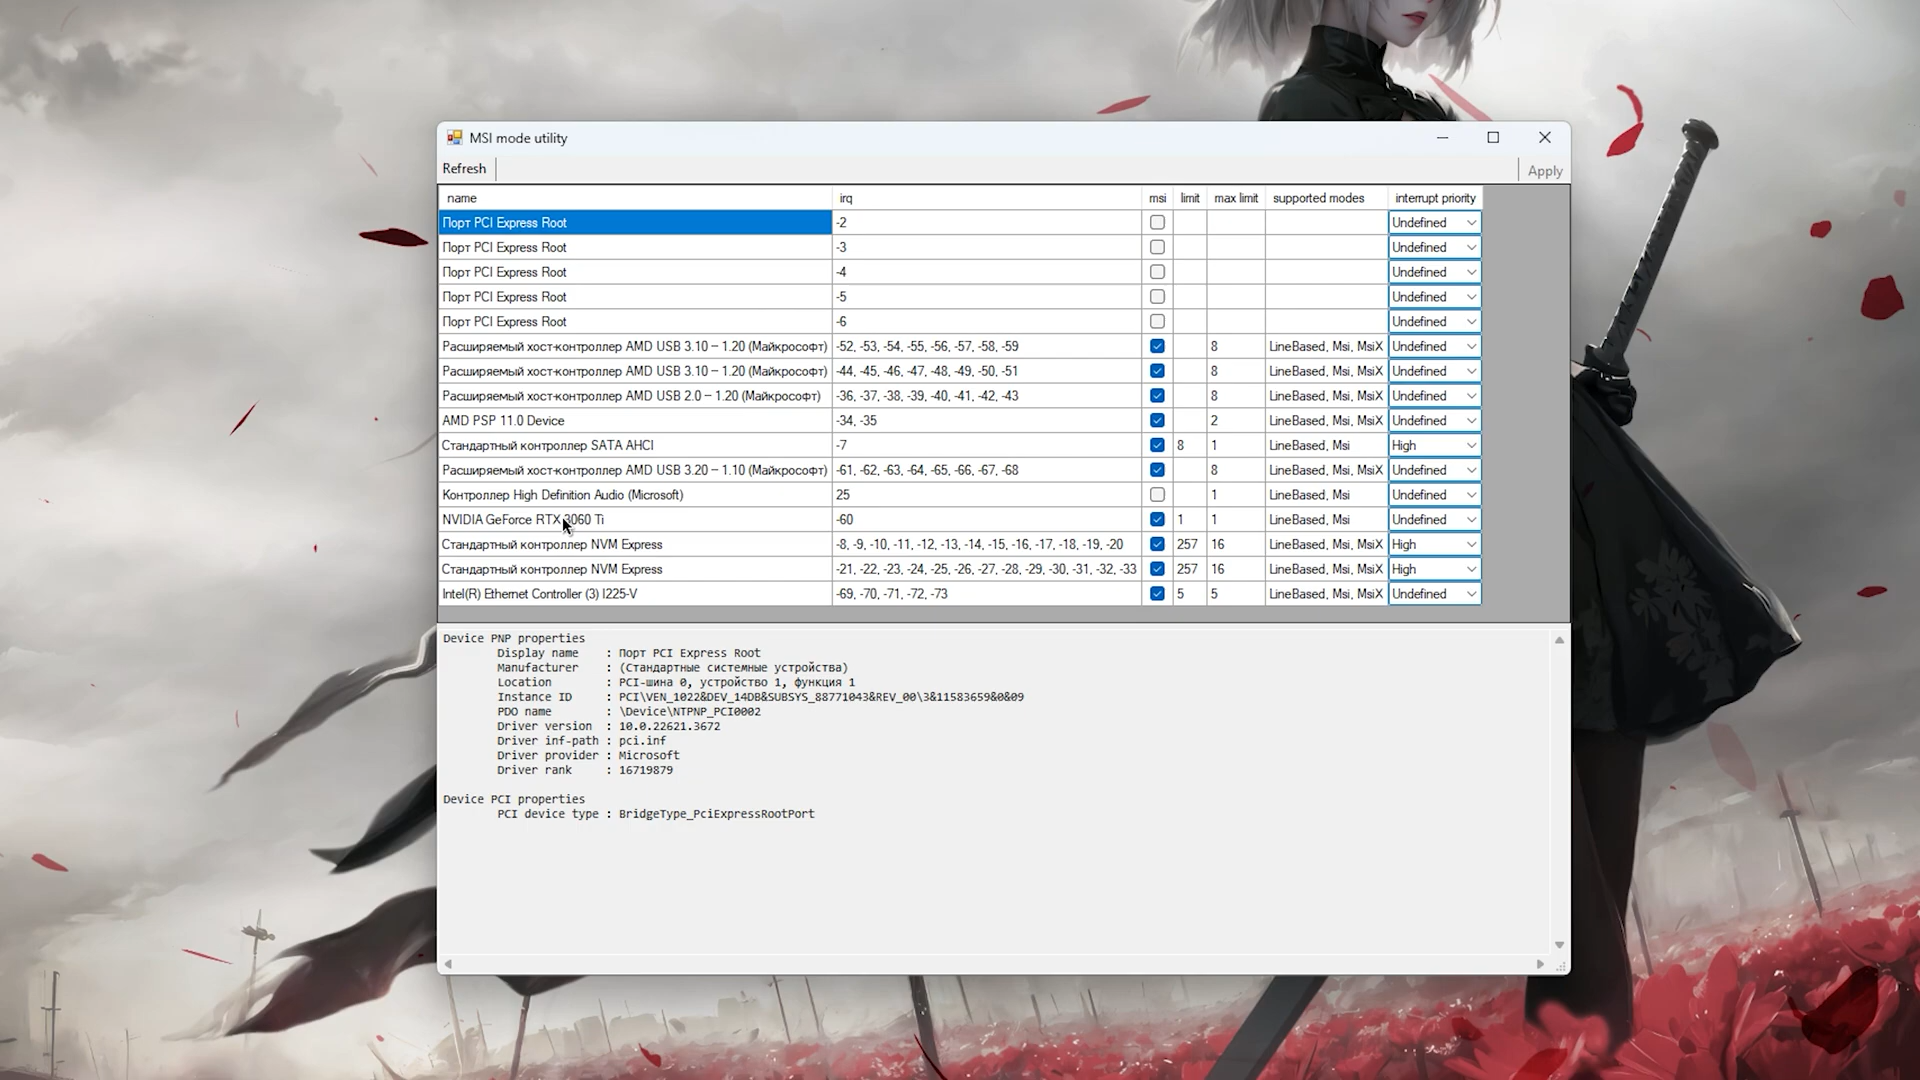 MSI mode utility
Refresh
Apply
name irq msi limit max limit supported modes interrupt priority
Порт PCI Express Root -2 Undefined
Порт PCI Express Root -3 Undefined
Порт PCI Express Root -4 Undefined
Порт PCI Express Root -5 Undefined
Порт PCI Express Root -6 Undefined
Расширяемый хост-контроллер AMD USB 3.10 – 1.20 (Майкрософт) -52, -53, -54, -55, -56, -57, -58, -59 8 LineBased, Msi, MsiX Undefined
Расширяемый хост-контроллер AMD USB 3.10 – 1.20 (Майкрософт) -44, -45, -46, -47, -48, -49, -50, -51 8 LineBased, Msi, MsiX Undefined
Расширяемый хост-контроллер AMD USB 2.0 – 1.20 (Майкрософт) -36, -37, -38, -39, -40, -41, -42, -43 8 LineBased, Msi, MsiX Undefined
AMD PSP 11.0 Device -34, -35 2 LineBased, Msi, MsiX Undefined
Стандартный контроллер SATA AHCI -7 8 1 LineBased, Msi High
Расширяемый хост-контроллер AMD USB 3.20 – 1.10 (Майкрософт) -61, -62, -63, -64, -65, -66, -67, -68 8 LineBased, Msi, MsiX Undefined
Контроллер High Definition Audio (Microsoft) 25 1 LineBased, Msi Undefined
NVIDIA GeForce RTX 3060 Ti -60 1 1 LineBased, Msi Undefined
Стандартный контроллер NVM Express -8, -9, -10, -11, -12, -13, -14, -15, -16, -17, -18, -19, -20 257 16 LineBased, Msi, MsiX High
Стандартный контроллер NVM Express -21, -22, -23, -24, -25, -26, -27, -28, -29, -30, -31, -32, -33 257 16 LineBased, Msi, MsiX High
Intel(R) Ethernet Controller (3) I225-V -69, -70, -71, -72, -73 5 5 LineBased, Msi, MsiX Undefined
Device PNP properties
Display name : Порт PCI Express Root
Manufacturer : (Стандартные системные устройства)
Location : PCI-шина 0, устройство 1, функция 1
Instance ID : PCI\VEN_1022&DEV_14DB&SUBSYS_88771043&REV_00\3&11583659&0&09
PDO name : \Device\NTPNP_PCI0002
Driver version : 10.0.22621.3672
Driver inf-path : pci.inf
Driver provider : Microsoft
Driver rank : 16719879
Device PCI properties
PCI device type : BridgeType_PciExpressRootPort